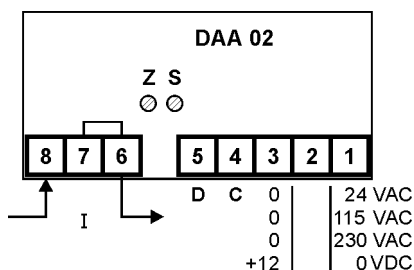 DAA 02
Z S
8 7 6 5 4 3 2 1
D C 0 24 VAC
I 0 115 VAC
0 230 VAC
+12 0 VDC